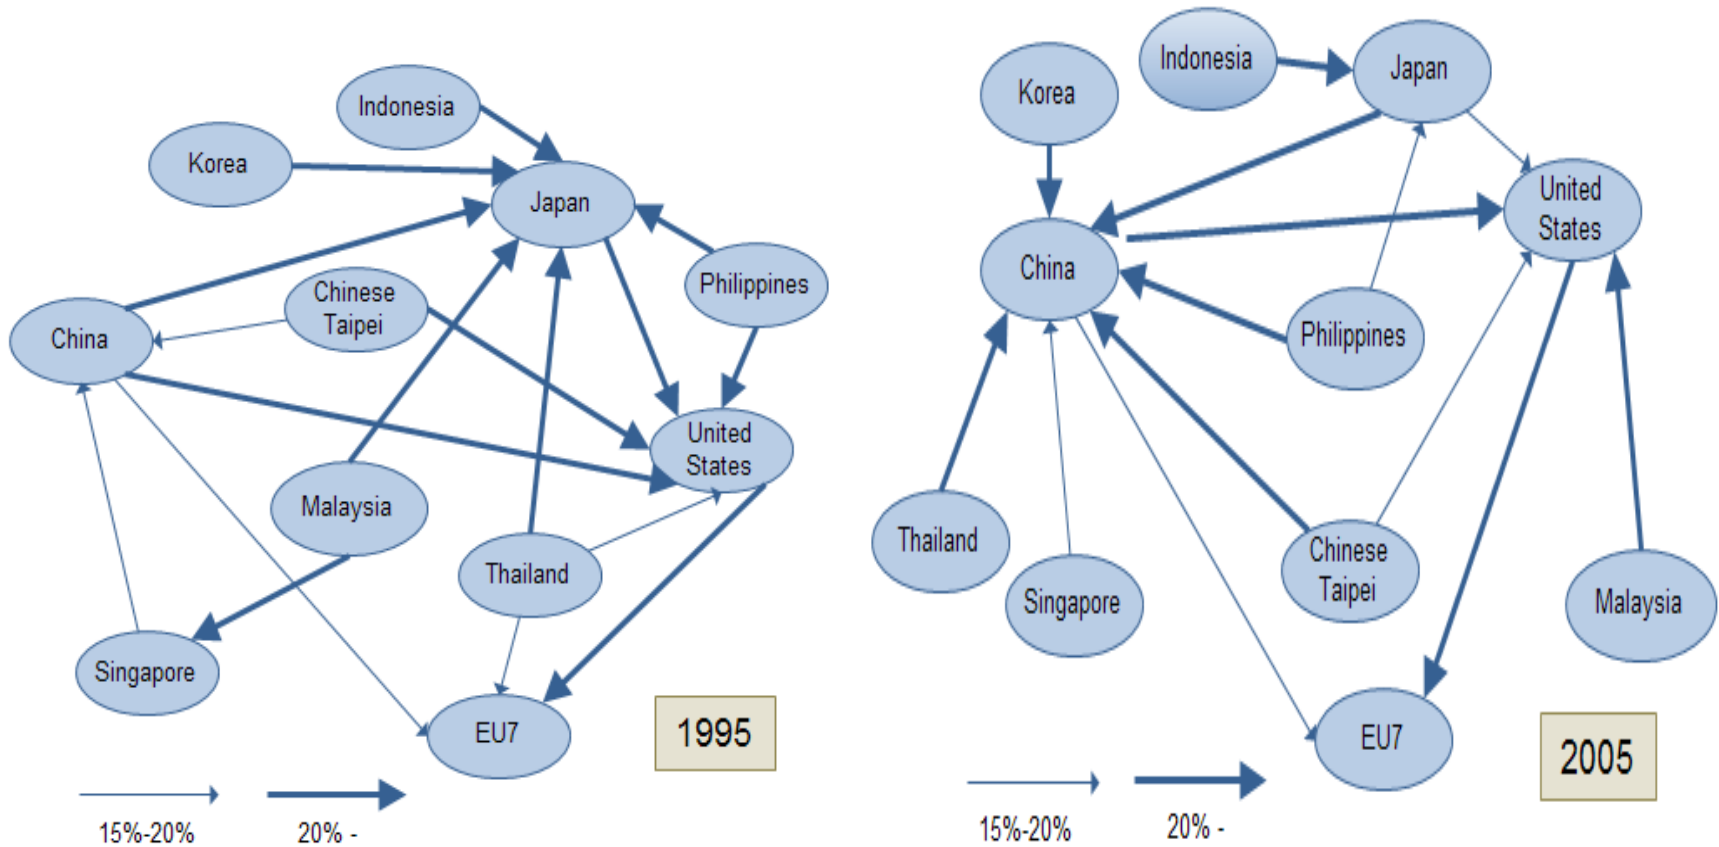 Indonesia
Korea
Japan
Philippines
Chinese
Taipei
China
United
States
Malaysia
Thailand
Singapore
EU7
1995
15%-20%
20% -
Indonesia
Japan
Korea
United
States
China
Philippines
Thailand
Chinese
Taipei
Singapore
Malaysia
EU7
2005
15%-20%
20% -